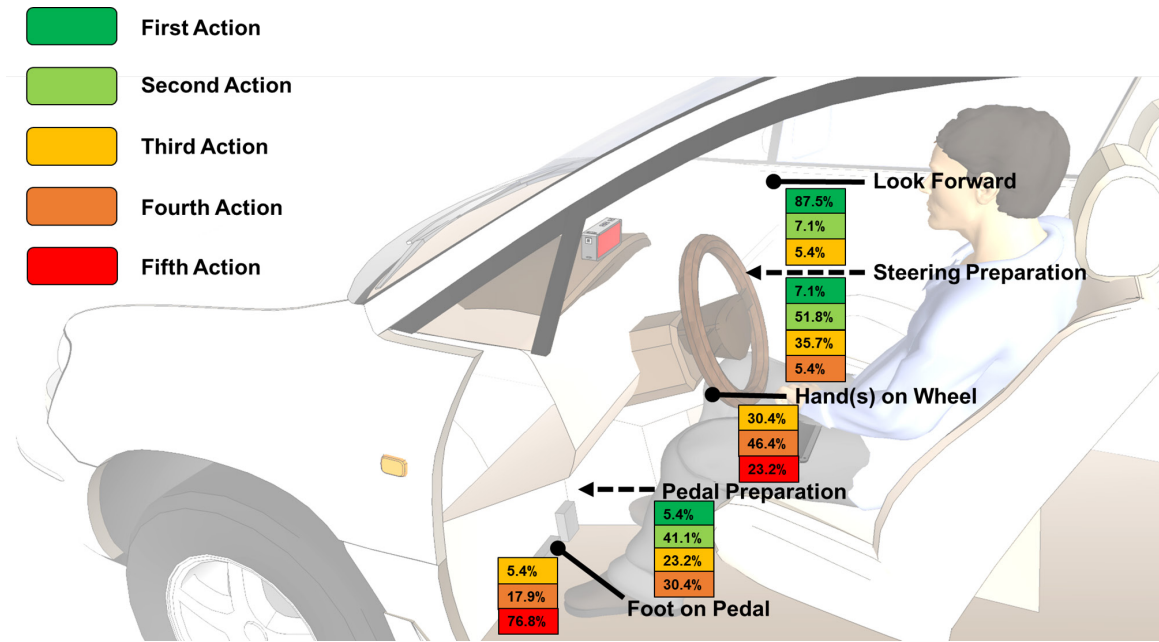 First Action
Second Action
Third Action
Fourth Action
Fifth Action
Look Forward
87.5%
7.1%
5.4%
Steering Preparation
7.1%
51.8%
35.7%
5.4%
Hand(s) on Wheel
30.4%
46.4%
23.2%
Pedal Preparation
5.4%
41.1%
23.2%
30.4%
5.4%
17.9%
76.8%
Foot on Pedal